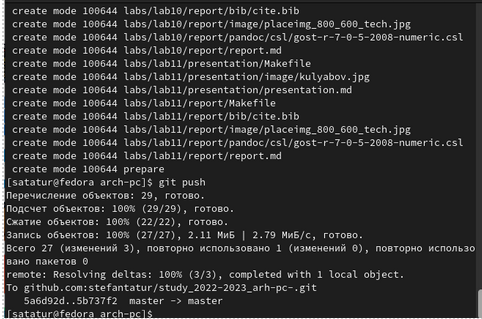 create mode 100644 labs/lab10/report/bib/cite.bib
create mode 100644 labs/lab10/report/image/placeimg_800_600_tech.jpg
create mode 100644 labs/lab10/report/pandoc/csl/gost-r-7-0-5-2008-numeric.csl
create mode 100644 labs/lab10/report/report.md
create mode 100644 labs/lab11/presentation/Makefile
create mode 100644 labs/lab11/presentation/image/kulyabov.jpg
create mode 100644 labs/lab11/presentation/presentation.md
create mode 100644 labs/lab11/report/Makefile
create mode 100644 labs/lab11/report/bib/cite.bib
create mode 100644 labs/lab11/report/image/placeimg_800_600_tech.jpg
create mode 100644 labs/lab11/report/pandoc/csl/gost-r-7-0-5-2008-numeric.csl
create mode 100644 labs/lab11/report/report.md
create mode 100644 prepare
[satatur@fedora arch-pc]$ git push
Перечисление объектов: 29, готово.
Подсчет объектов: 100% (29/29), готово.
Сжатие объектов: 100% (22/22), готово.
Запись объектов: 100% (27/27), 2.11 МиБ | 2.79 МиБ/с, готово.
Всего 27 (изменений 3), повторно использовано 1 (изменений 0), повторно использо
вано пакетов 0
remote: Resolving deltas: 100% (3/3), completed with 1 local object.
To github.com:stefantatur/study_2022-2023_arh-pc-.git
5a6d92d..5b737f2 master -> master
[satatur@fedora arch-pc]$